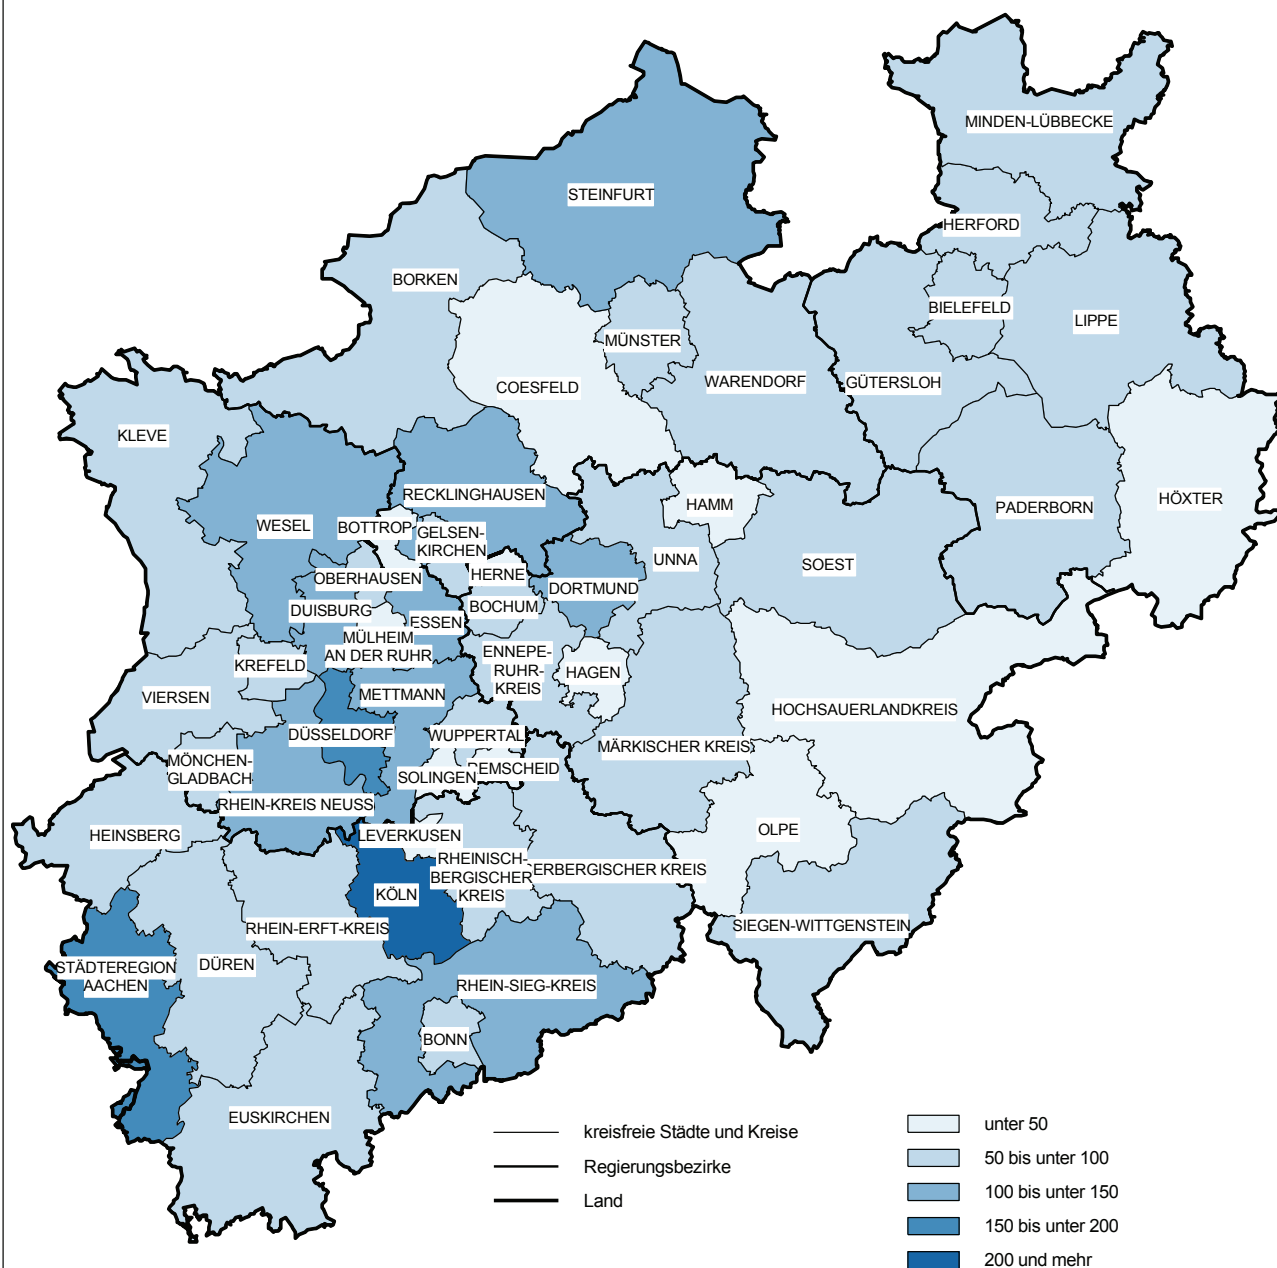 MINDEN-LÜBBECKE
STEINFURT
HERFORD
BORKEN
BIELEFELD
LIPPE
MÜNSTER
COESFELD
WARENDORF
GÜTERSLOH
KLEVE
RECKLINGHAUSEN
HAMM
HÖXTER
PADERBORN
WESEL
BOTTROP
GELSEN-
KIRCHEN
UNNA
SOEST
OBERHAUSEN
HERNE
DORTMUND
DUISBURG
BOCHUM
ESSEN
MÜLHEIM
AN DER RUHR
KREFELD
ENNEPE-
RUHR-
KREIS
HAGEN
VIERSEN
METTMANN
HOCHSAUERLANDKREIS
DÜSSELDORF
WUPPERTAL
MÄRKISCHER KREIS
MÖNCHEN-
GLADBACH
SOLINGEN
REMSCHEID
RHEIN-KREIS NEUSS
HEINSBERG
LEVERKUSEN
OLPE
RHEINISCH-
BERGISCHER
KREIS
ERBERGISCHER KREIS
KÖLN
RHEIN-ERFT-KREIS
SIEGEN-WITTGENSTEIN
STÄDTEREGION
AACHEN
DÜREN
RHEIN-SIEG-KREIS
BONN
EUSKIRCHEN
kreisfreie Städte und Kreise
Regierungsbezirke
Land
unter 50
50 bis unter 100
100 bis unter 150
150 bis unter 200
200 und mehr